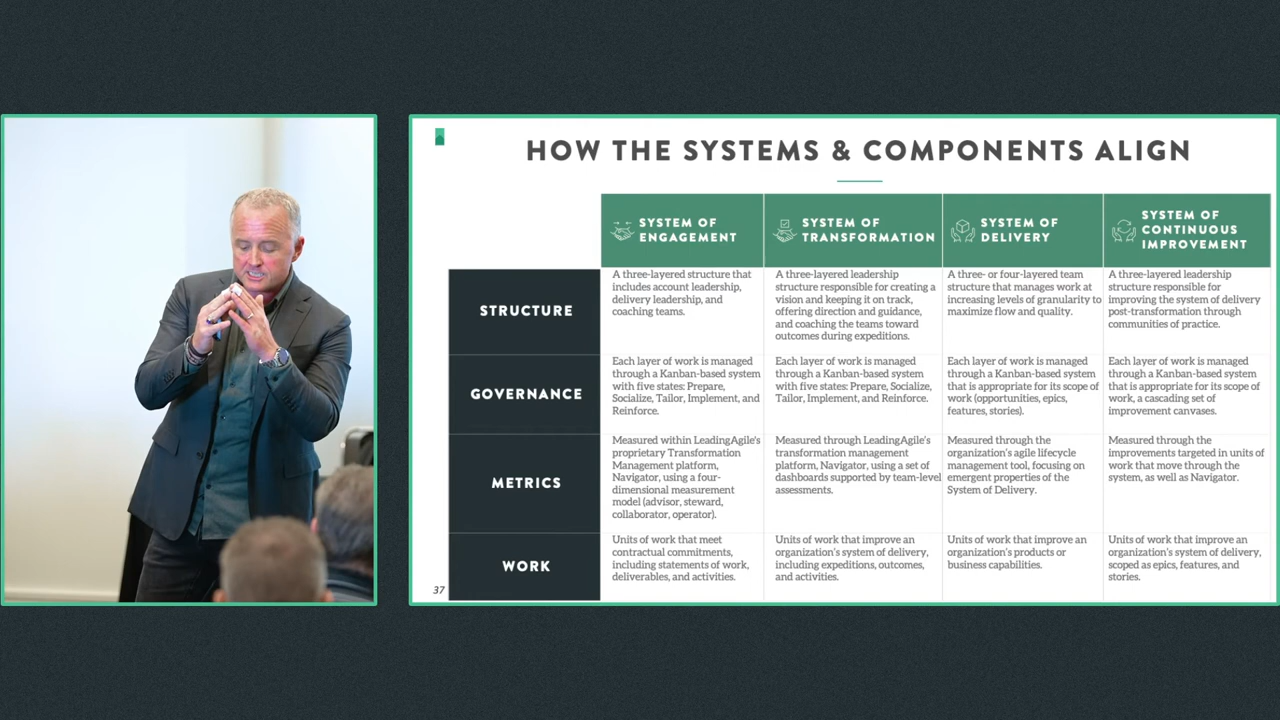 HOW THE SYSTEMS & COMPONENTS ALIGN
SYSTEM OF
ENGAGEMENT
SYSTEM OF
TRANSFORMATION
SYSTEM OF
DELIVERY
SYSTEM OF
CONTINUOUS
IMPROVEMENT
STRUCTURE
A three-layered structure that
includes account leadership,
delivery leadership, and
coaching teams.
A three-layered leadership
structure responsible for creating a
vision and keeping it on track,
offering direction and guidance,
and coaching the teams toward
outcomes during expeditions.
A three- or four-layered team
structure that manages work at
increasing levels of granularity to
maximize flow and quality.
A three-layered leadership
structure responsible for
improving the system of delivery
post-transformation through
communities of practice.
GOVERNANCE
Each layer of work is managed
through a Kanban-based system
with five states: Prepare,
Socialize, Tailor, Implement, and
Reinforce.
Each layer of work is managed
through a Kanban-based system
with five states: Prepare, Socialize,
Tailor, Implement, and Reinforce.
Each layer of work is managed
through a Kanban-based system
that is appropriate for its scope of
work (opportunities, epics,
features, stories).
Each layer of work is managed
through a Kanban-based system
that is appropriate for its scope of
work, a cascading set of
improvement canvases.
METRICS
Measured within LeadingAgile's
proprietary Transformation
Management platform,
Navigator, using a four-
dimensional measurement
model (advisor, steward,
collaborator, operator).
Measured through LeadingAgile's
transformation management
platform, Navigator, using a set of
dashboards supported by team-level
assessments.
Measured through the
organization's agile lifecycle
management tool, focusing on
emergent properties of the
System of Delivery.
Measured through the
improvements targeted in units of
work that move through the
system, as well as Navigator.
WORK
Units of work that meet
contractual commitments,
including statements of work,
deliverables, and activities.
Units of work that improve an
organization's system of delivery,
including expeditions, outcomes,
and activities.
Units of work that improve an
organization's products or
business capabilities.
Units of work that improve an
organization's system of delivery,
scoped as epics, features, and
stories.
37